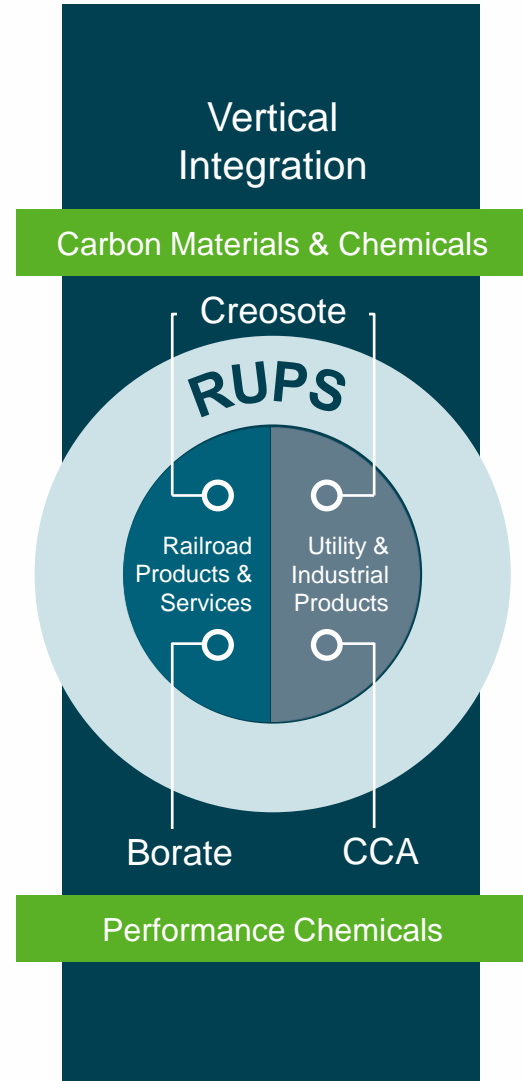 Vertical
Integration
Carbon Materials & Chemicals
Creosote
RUPS
Railroad
Products &
Services
Utility &
Industrial
Products
Borate
CCA
Performance Chemicals